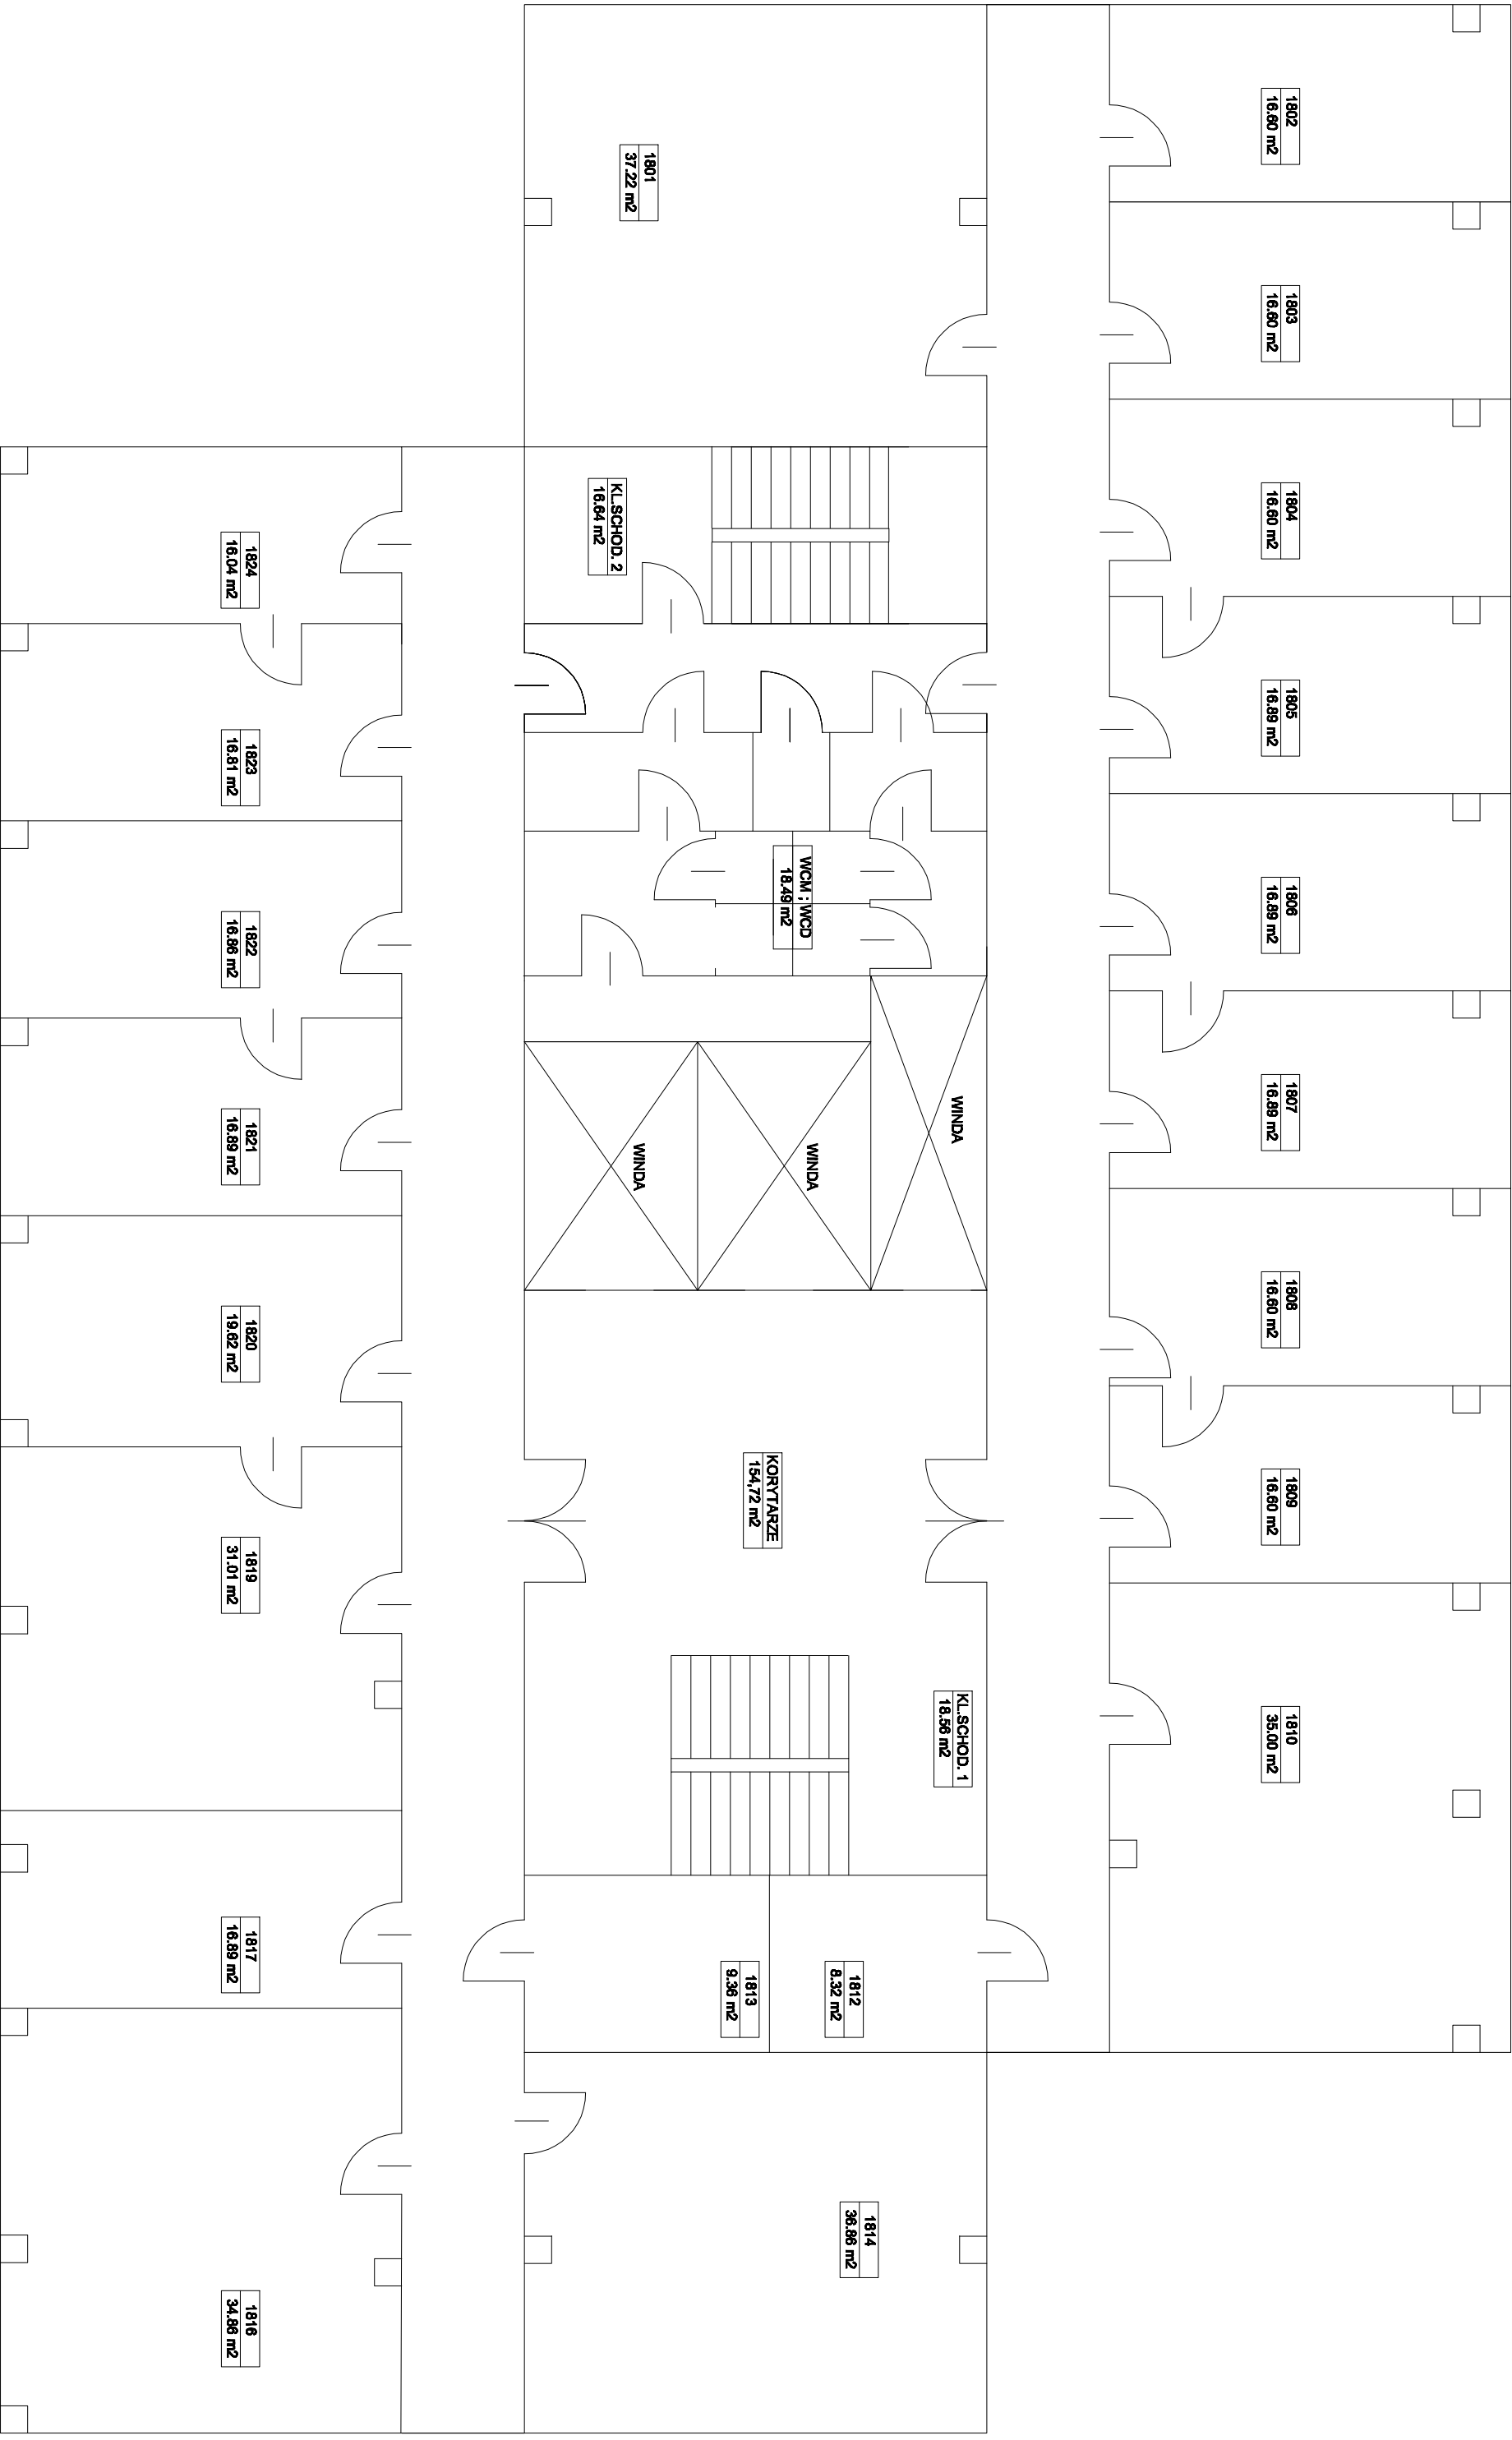 1802
16.60 m2
1803
16.60 m2
1804
16.60 m2
1805
16.89 m2
1806
16.89 m2
1807
16.89 m2
1808
16.60 m2
1809
16.60 m2
1810
35.00 m2
1801
37.22 m2
KL.SCHOD. 2
16.64 m2
WCM ; WCD
18.49 m2
WINDA
WINDA
WINDA
KORYTARZE
154,72 m2
KL.SCHOD. 1
18.56 m2
1812
8.32 m2
1813
9.36 m2
1814
36.86 m2
1824
16.04 m2
1823
16.81 m2
1822
16.86 m2
1821
16.89 m2
1820
19.62 m2
1819
31.01 m2
1817
16.89 m2
1816
34.86 m2